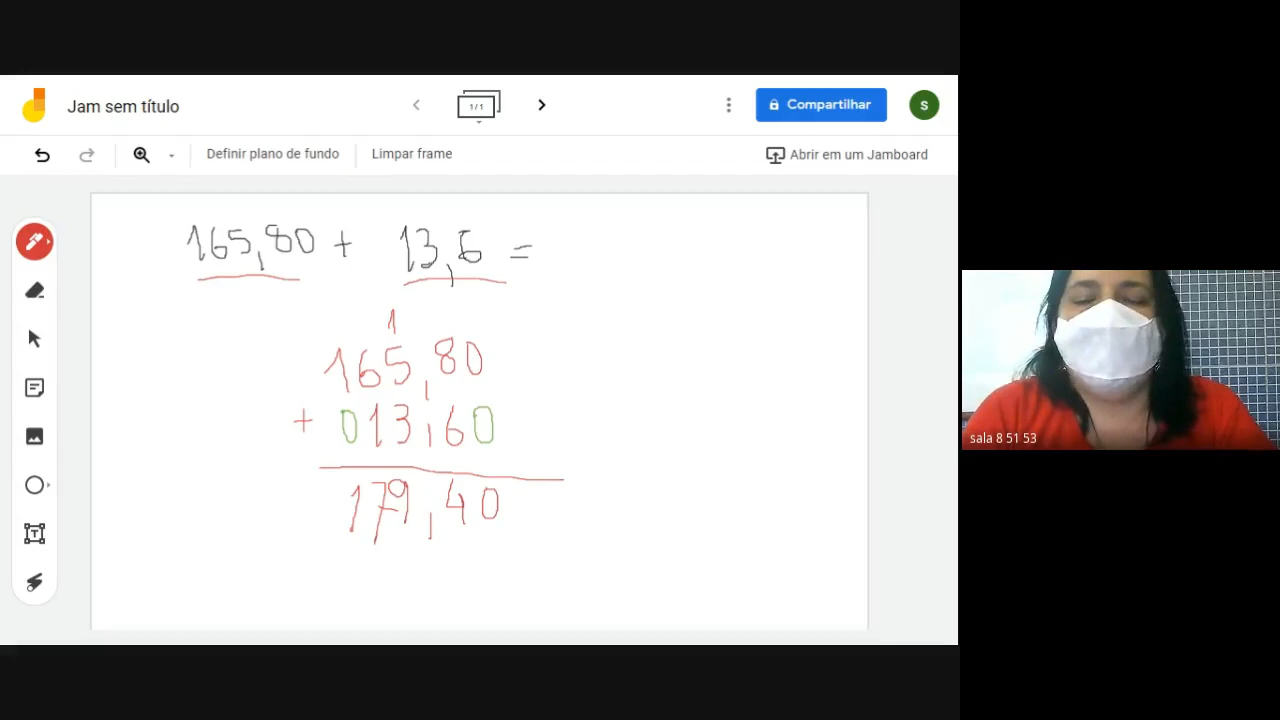 Jam sem título
1/1
Compartilhar
S
Definir plano de fundo
Limpar frame
Abrir em um Jamboard
165,80 + 13,6 =
1
165,80
+ 013,60
179,40
sala 8 51 53